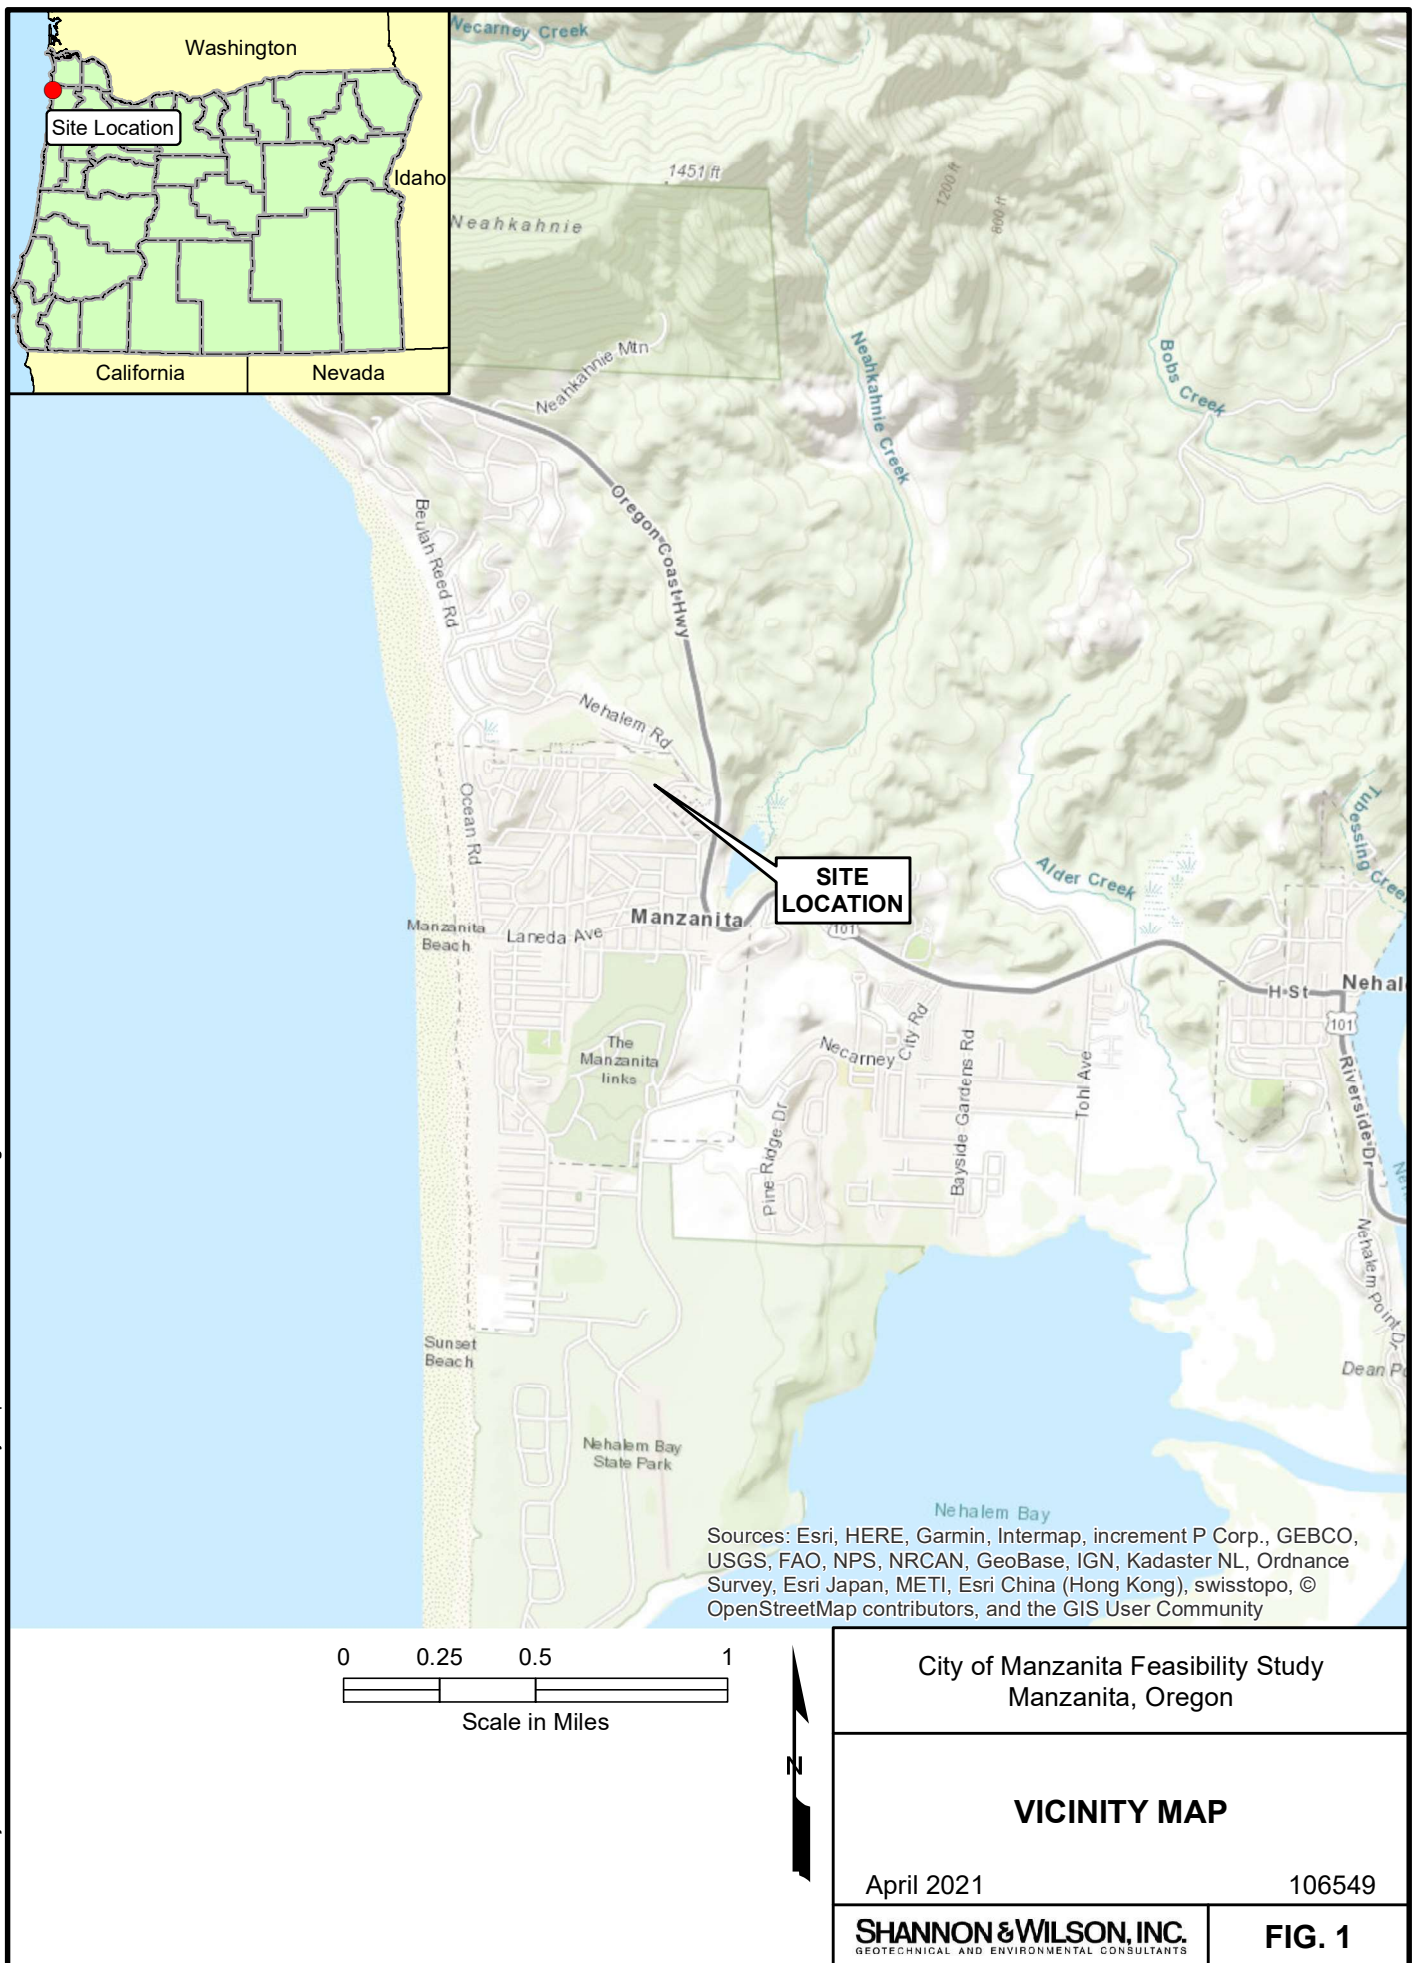 Washington
Site Location
Idaho
California
Nevada
Necarney Creek
1451 ft
1200 ft
800 ft
Neahkahnie
Neahkahnie Mtn
Neahkahnie Creek
Bobs Creek
Oregon Coast Hwy
Beulah Reed Rd
Nehalem Rd
Ocean Rd
Tubessing Creek
SITE
LOCATION
Alder Creek
Manzanita
Manzanita
Beach
Laneda Ave
101
H St
Nehal
101
The
Manzanita
links
Necarney City Rd
Bayside Gardens Rd
Tohl Ave
Pine Ridge Dr
Riverside Dr
Nehalem Point Dr
Sunset
Beach
Dean Po
Nehalem Bay
State Park
Nehalem Bay
Sources: Esri, HERE, Garmin, Intermap, increment P Corp., GEBCO,
USGS, FAO, NPS, NRCAN, GeoBase, IGN, Kadaster NL, Ordnance
Survey, Esri Japan, METI, Esri China (Hong Kong), swisstopo, ©
OpenStreetMap contributors, and the GIS User Community
0 0.25 0.5 1
Scale in Miles
N
City of Manzanita Feasibility Study
Manzanita, Oregon
VICINITY MAP
April 2021 106549
SHANNON & WILSON, INC.
GEOTECHNICAL AND ENVIRONMENTAL CONSULTANTS
FIG. 1